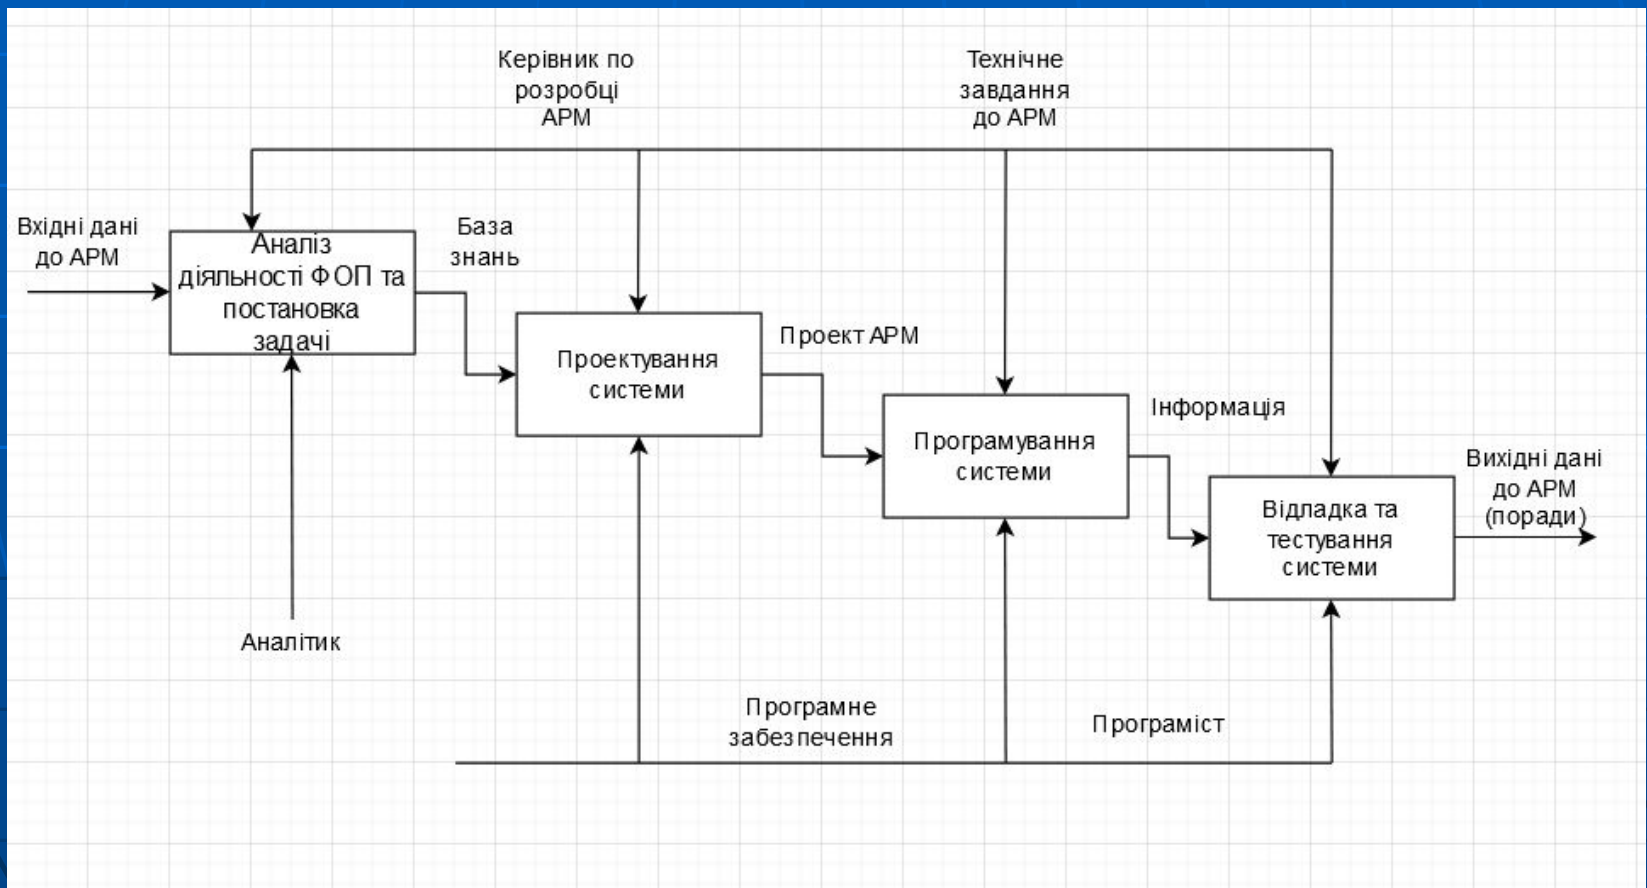 Керівник по
розробці
АРМ
Технічне
завдання
до АРМ
Вхідні дані
до АРМ
Аналіз
діяльності ФОП та
постановка
задачі
База
знань
Проектування
системи
Проект АРМ
Програмування
системи
Інформація
Відладка та
тестування
системи
Вихідні дані
до АРМ
(поради)
Аналітик
Програмне
забезпечення
Програміст